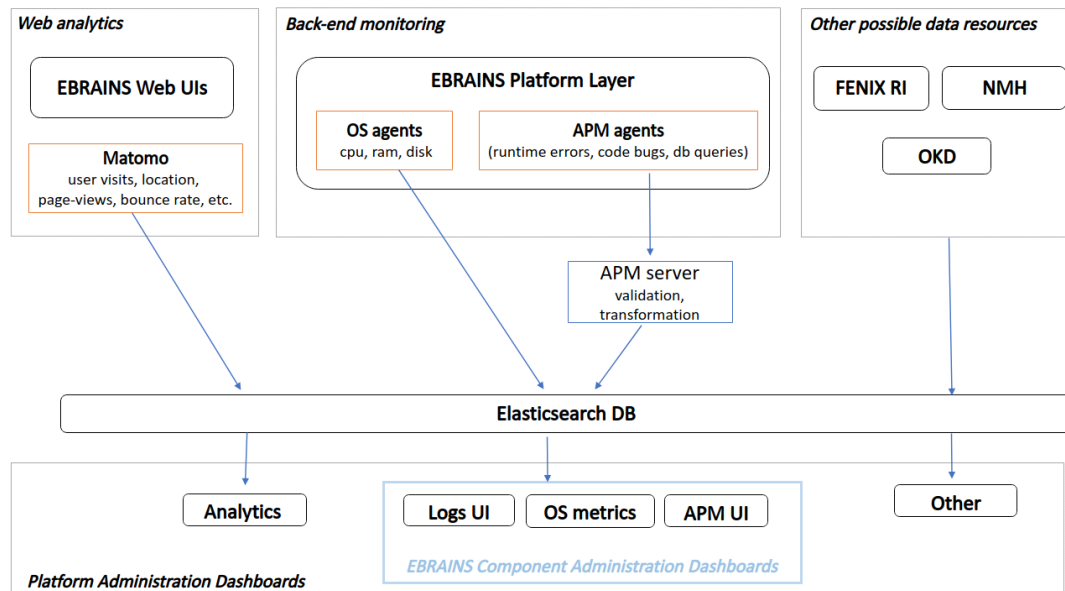 Web analytics
EBRAINS Web UIs
Matomo
user visits, location,
page-views, bounce rate, etc.
Back-end monitoring
EBRAINS Platform Layer
OS agents
cpu, ram, disk
APM agents
(runtime errors, code bugs, db queries)
Other possible data resources
FENIX RI
NMH
OKD
APM server
validation,
transformation
Elasticsearch DB
Analytics
Logs UI
OS metrics
APM UI
Other
EBRAINS Component Administration Dashboards
Platform Administration Dashboards